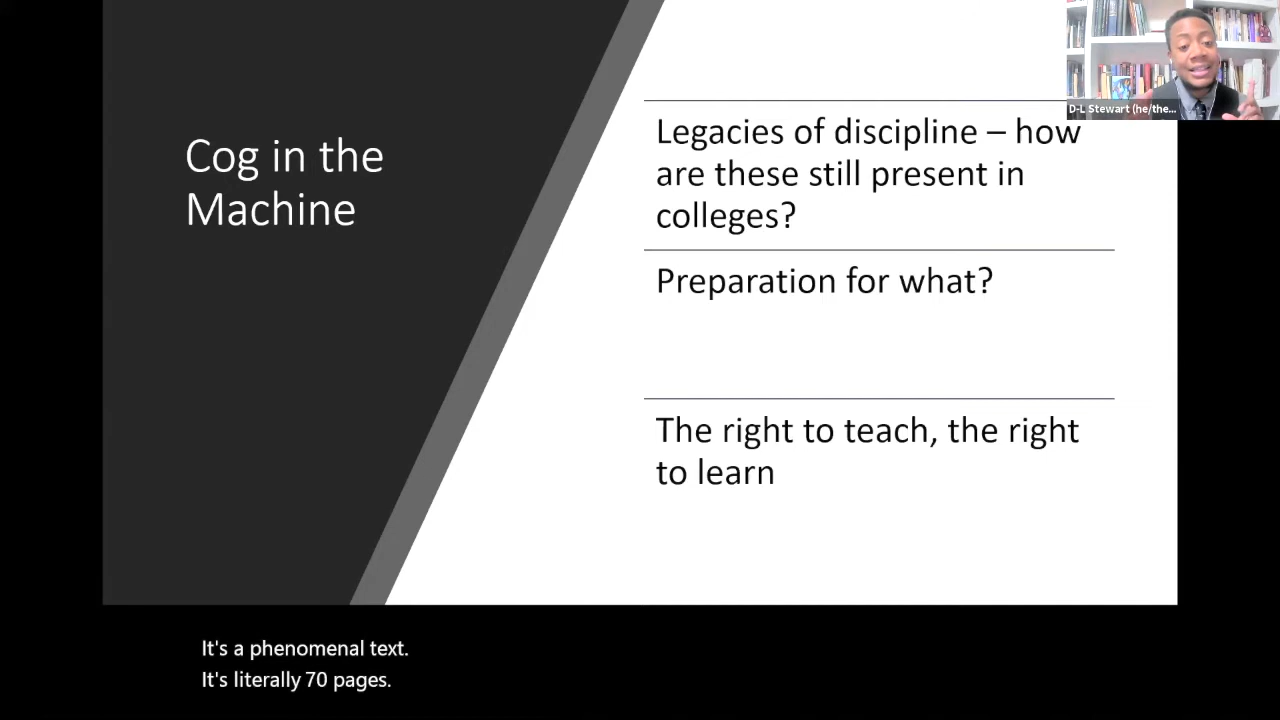 D-L Stewart (he/the...
Cog in the
Machine
Legacies of discipline – how
are these still present in
colleges?
Preparation for what?
The right to teach, the right
to learn
It's a phenomenal text.
It's literally 70 pages.